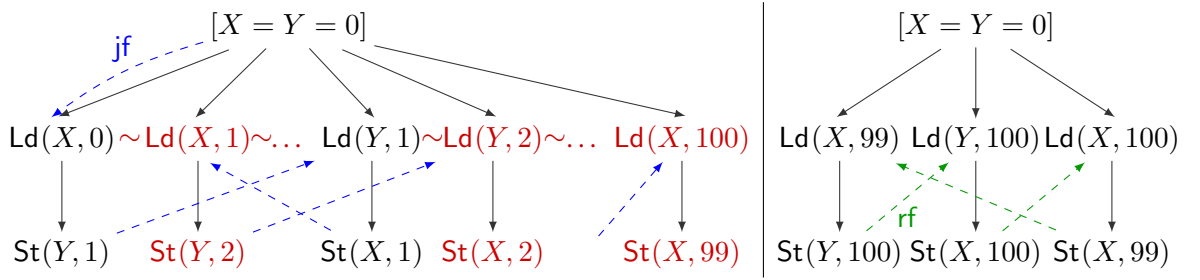 [X = Y = 0] [X = Y = 0]
jf
Ld(X, 0) ~ Ld(X, 1) ~ ... Ld(Y, 1) ~ Ld(Y, 2) ~ ... Ld(X, 100) Ld(X, 99) Ld(Y, 100) Ld(X, 100)
rf
St(Y, 1) St(Y, 2) St(X, 1) St(X, 2) St(X, 99) St(Y, 100) St(X, 100) St(X, 99)